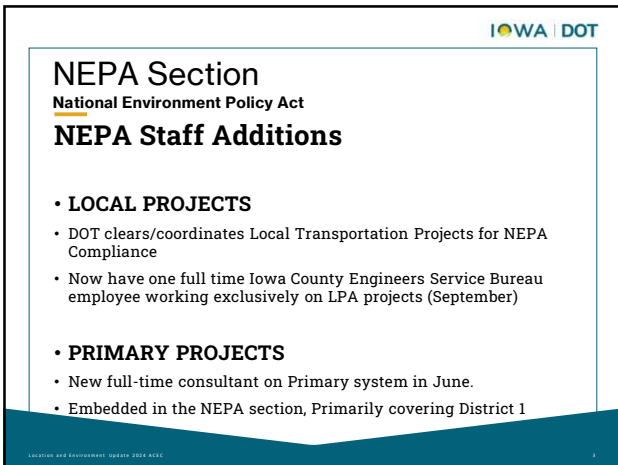 IOWA DOT
NEPA Section
National Environment Policy Act
NEPA Staff Additions
• LOCAL PROJECTS
• DOT clears/coordinates Local Transportation Projects for NEPA
Compliance
• Now have one full time Iowa County Engineers Service Bureau
employee working exclusively on LPA projects (September)
• PRIMARY PROJECTS
• New full-time consultant on Primary system in June.
• Embedded in the NEPA section, Primarily covering District 1
Location and Environment Update 2024 ACEC
3